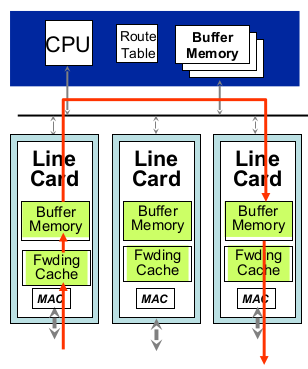 CPU
Route
Table
Buffer
Memory
Line
Card
Buffer
Memory
Fwding
Cache
MAC
Line
Card
Buffer
Memory
Fwding
Cache
MAC
Line
Card
Buffer
Memory
Fwding
Cache
MAC